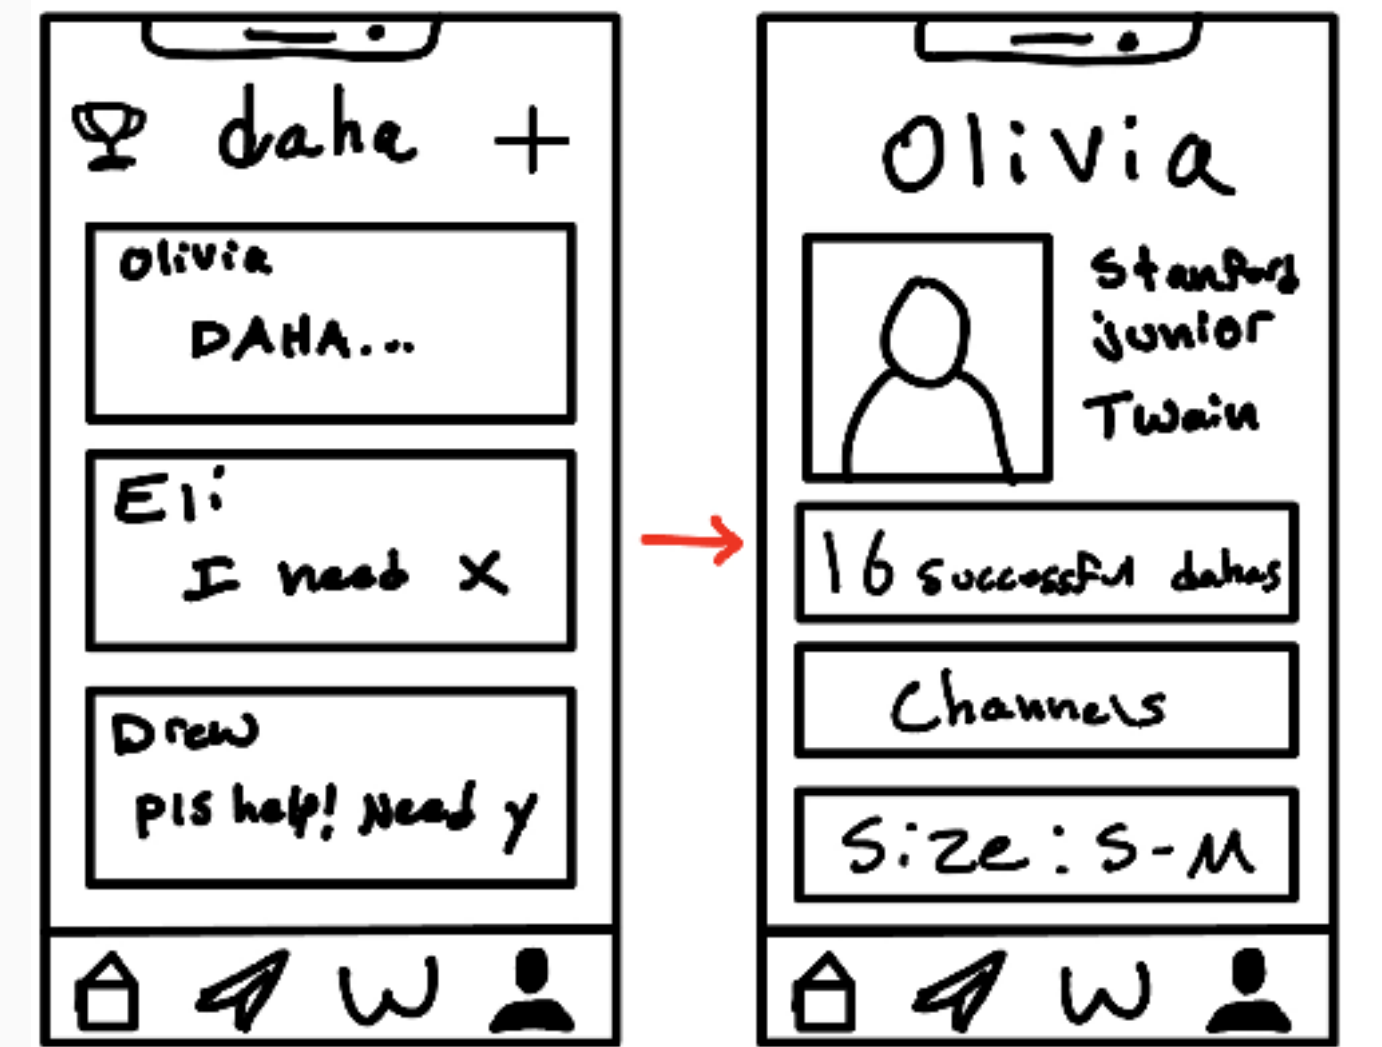 daha +
Olivia
DAHA...
Eli
I need X
Drew
pls help! Need y
W
Olivia
Stanford
junior
Twain
16 successful dahas
Channels
Size: S-M
W